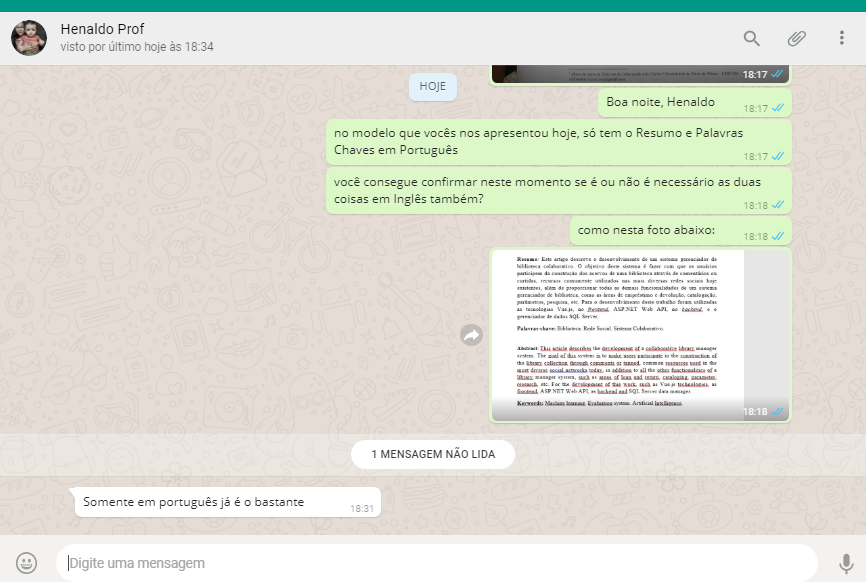 Henaldo Prof
visto por último hoje às 18:34
18:17
HOJE
Boa noite, Henaldo
18:17
no modelo que vocês nos apresentou hoje, só tem o Resumo e Palavras
Chaves em Português
18:17
você consegue confirmar neste momento se é ou não é necessário as duas
coisas em Inglês também?
18:18
como nesta foto abaixo:
18:18
Resumo: Este artigo descreve o desenvolvimento de um sistema gerenciador de
biblioteca colaborativo. O objetivo deste sistema é fazer com que os usuários
participem da construção dos acervos de uma biblioteca através de comentários ou
curtidas, recursos comumente utilizados nas mais diversas redes sociais hoje
existentes, além de proporcionar todas as demais funcionalidades de um sistema
gerenciador de biblioteca, como as áreas de empréstimo e devolução, catalogação,
parâmetros, pesquisa, etc. Para o desenvolvimento deste trabalho foram utilizadas
as tecnologias Vue.js, no frontend, ASP.NET Web API, no backend, e o
gerenciador de dados SQL Server.
Palavras-chave: Biblioteca. Rede Social. Sistema Colaborativo.
Abstract: This article describes the development of a collaborative library manager
system. The goal of this system is to make users participate in the construction of
the library collection through comments or tanned, common resources used in the
most diverse social networks today, in addition to all the other functionalities of a
library manager system, such as areas of loan and return, cataloging, parameter,
research, etc. For the development of this work, such as Vue.js technologies, as
frontend, ASP.NET Web API, as backend and SQL Server data manager.
Keywords: Machine learning, Evaluation system, Artificial Intelligence.
18:18
1 MENSAGEM NÃO LIDA
Somente em português já é o bastante
18:31
Digite uma mensagem